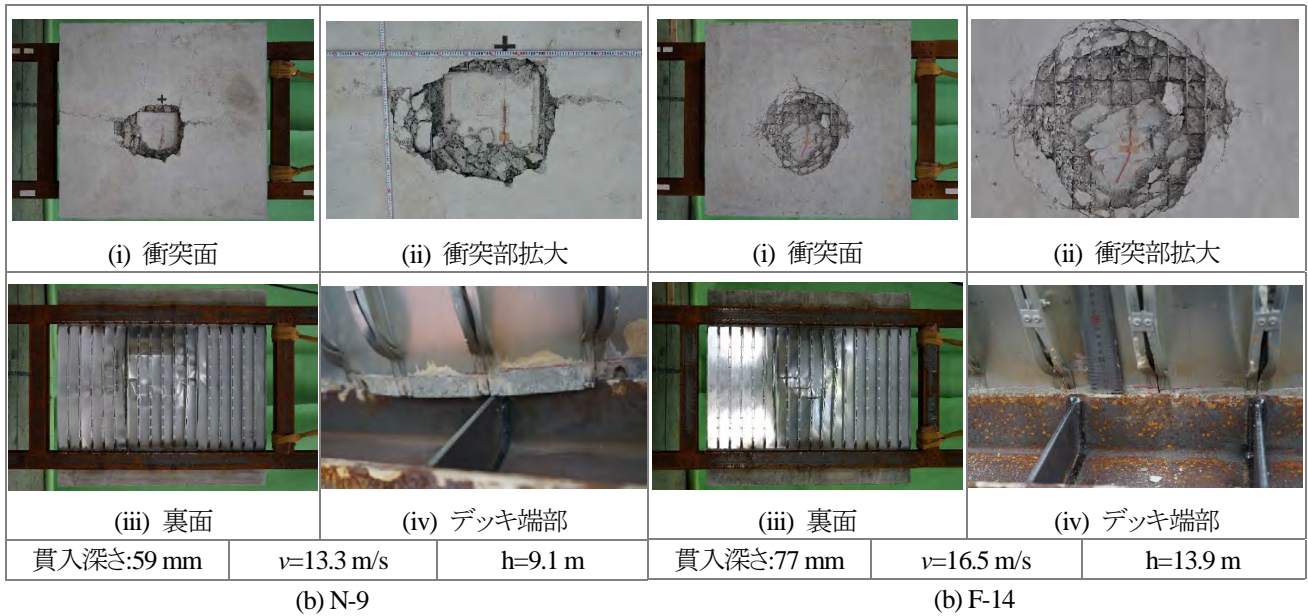 (i) 衝突面
(ii) 衝突部拡大
(i) 衝突面
(ii) 衝突部拡大
(iii) 裏面
(iv) デッキ端部
(iii) 裏面
(iv) デッキ端部
貫入深さ:59 mm
v=13.3 m/s
h=9.1 m
貫入深さ:77 mm
v=16.5 m/s
h=13.9 m
(b) N-9
(b) F-14